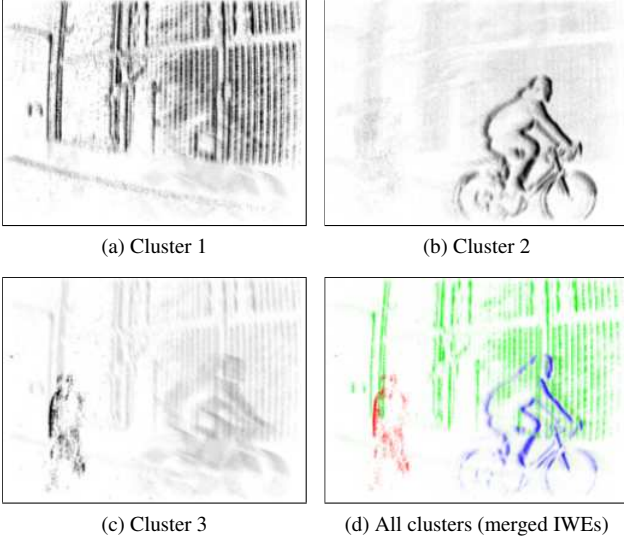 (a) Cluster 1
(b) Cluster 2
(c) Cluster 3
(d) All clusters (merged IWEs)